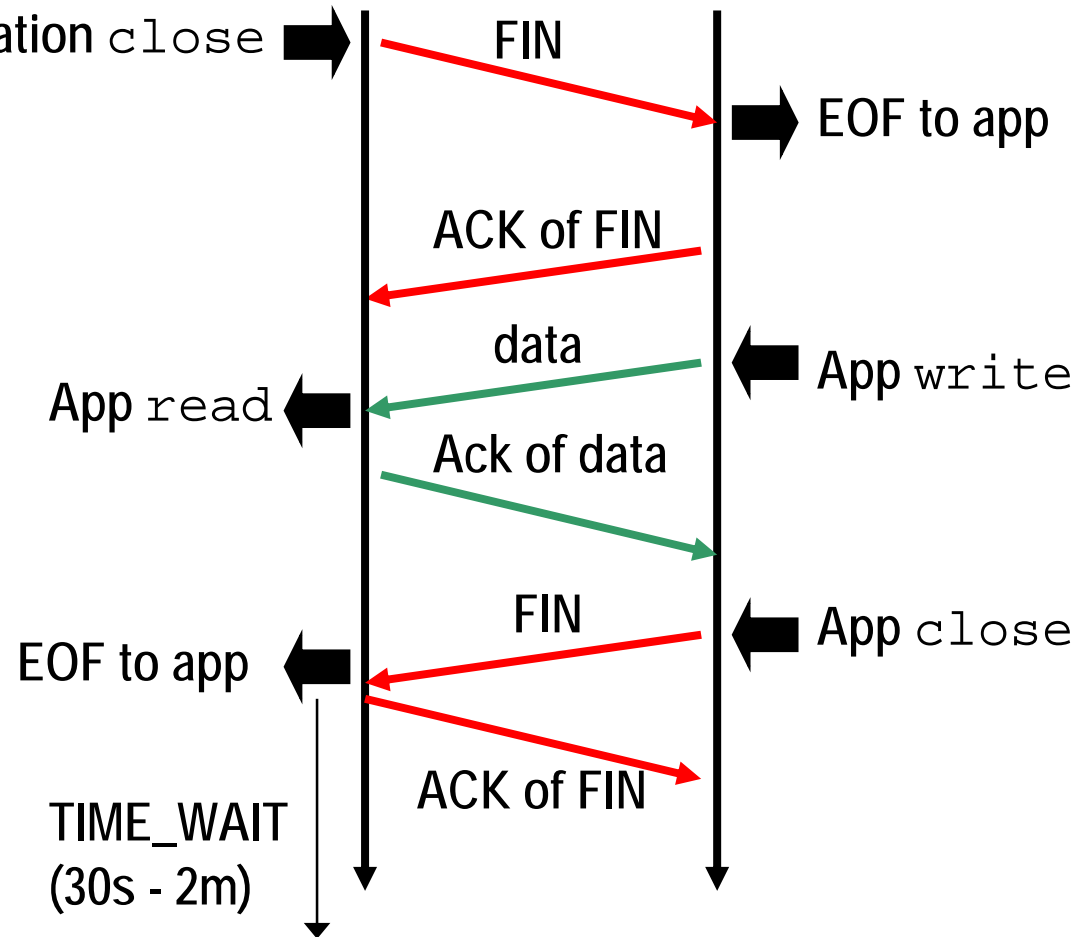 ation close
FIN
EOF to app
ACK of FIN
data
App write
App read
Ack of data
FIN
App close
EOF to app
ACK of FIN
TIME_WAIT
(30s - 2m)